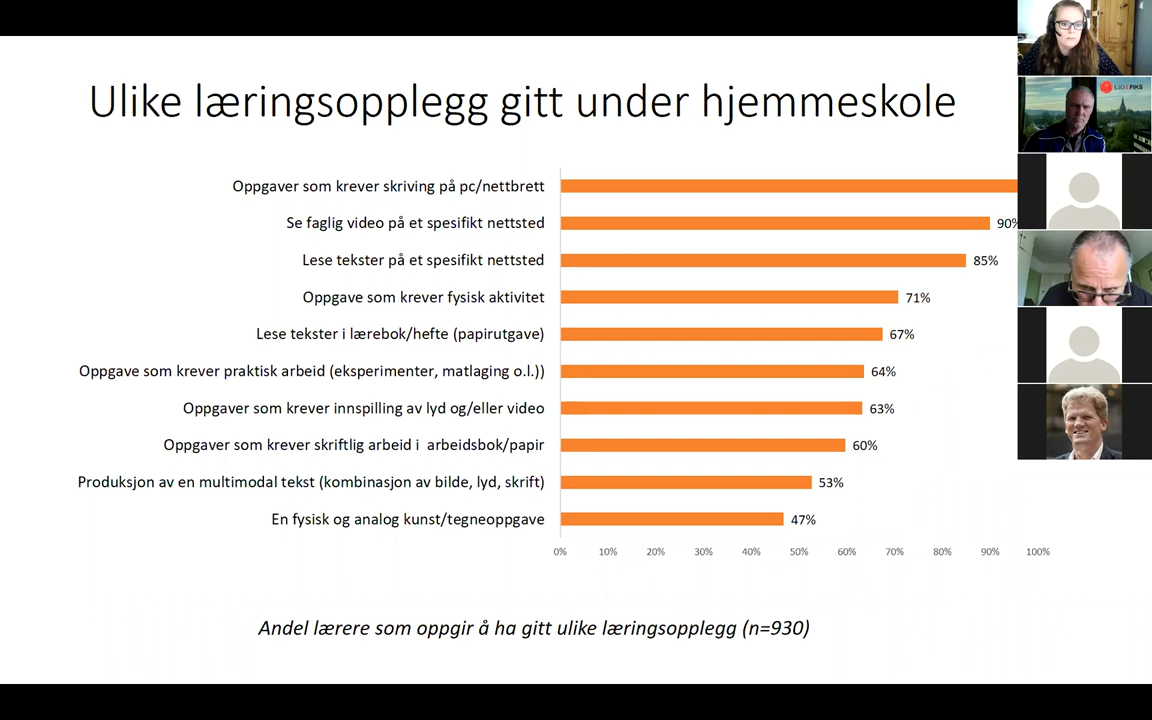 Ulike læringsopplegg gitt under hjemmeskole
Oppgaver som krever skriving på pc/nettbrett
Se faglig video på et spesifikt nettsted 90%
Lese tekster på et spesifikt nettsted 85%
Oppgave som krever fysisk aktivitet 71%
Lese tekster i lærebok/hefte (papirutgave) 67%
Oppgave som krever praktisk arbeid (eksperimenter, matlaging o.l.)) 64%
Oppgaver som krever innspilling av lyd og/eller video 63%
Oppgaver som krever skriftlig arbeid i arbeidsbok/papir 60%
Produksjon av en multimodal tekst (kombinasjon av bilde, lyd, skrift) 53%
En fysisk og analog kunst/tegneoppgave 47%
0% 10% 20% 30% 40% 50% 60% 70% 80% 90% 100%
Andel lærere som oppgir å ha gitt ulike læringsopplegg (n=930)
FIKS